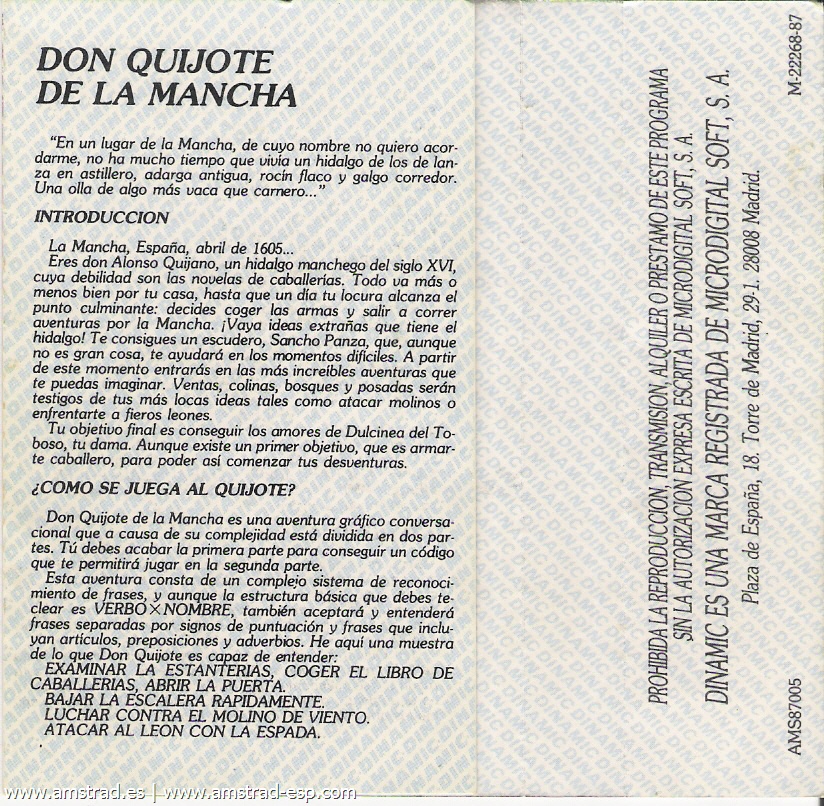 DON QUIJOTE
DE LA MANCHA
"En un lugar de la Mancha, de cuyo nombre no quiero acor-
darme, no ha mucho tiempo que vivía un hidalgo de los de lan-
za en astillero, adarga antigua, rocín flaco y galgo corredor.
Una olla de algo más vaca que carnero..."
INTRODUCCION
La Mancha, España, abril de 1605...
Eres don Alonso Quijano, un hidalgo manchego del siglo XVI,
cuya debilidad son las novelas de caballerías. Todo va más o
menos bien por tu casa, hasta que un día tu locura alcanza el
punto culminante: decides coger las armas y salir a correr
aventuras por la Mancha. ¡Vaya ideas extrañas que tiene el
hidalgo! Te consigues un escudero, Sancho Panza, que, aunque
no es gran cosa, te ayudará en los momentos difíciles. A partir
de este momento entrarás en las más increíbles aventuras que
te puedas imaginar. Ventas, colinas, bosques y posadas serán
testigos de tus más locas ideas tales como atacar molinos o
enfrentarte a fieros leones.
Tu objetivo final es conseguir los amores de Dulcinea del To-
boso, tu dama. Aunque existe un primer objetivo, que es armar-
te caballero, para poder así comenzar tus desventuras.
¿COMO SE JUEGA AL QUIJOTE?
Don Quijote de la Mancha es una aventura gráfico conversa-
cional que a causa de su complejidad está dividida en dos par-
tes. Tú debes acabar la primera parte para conseguir un código
que te permitirá jugar en la segunda parte.
Esta aventura consta de un complejo sistema de reconoci-
miento de frases, y aunque la estructura básica que debes te-
clear es VERBO×NOMBRE, también aceptará y entenderá
frases separadas por signos de puntuación y frases que inclu-
yan artículos, preposiciones y adverbios. He aquí una muestra
de lo que Don Quijote es capaz de entender:
EXAMINAR LA ESTANTERIAS, COGER EL LIBRO DE
CABALLERIAS, ABRIR LA PUERTA.
BAJAR LA ESCALERA RAPIDAMENTE.
LUCHAR CONTRA EL MOLINO DE VIENTO.
ATACAR AL LEON CON LA ESPADA.
PROHIBIDA LA REPRODUCCION, TRANSMISION, ALQUILER O PRESTAMO DE ESTE PROGRAMA
SIN LA AUTORIZACION EXPRESA ESCRITA DE MICRODIGITAL SOFT, S. A.
DINAMIC ES UNA MARCA REGISTRADA DE MICRODIGITAL SOFT, S. A.
Plaza de España, 18. Torre de Madrid, 29-1. 28008 Madrid.
AMS87005
M-22268-87
www.amstrad.es | www.amstrad-esp.com